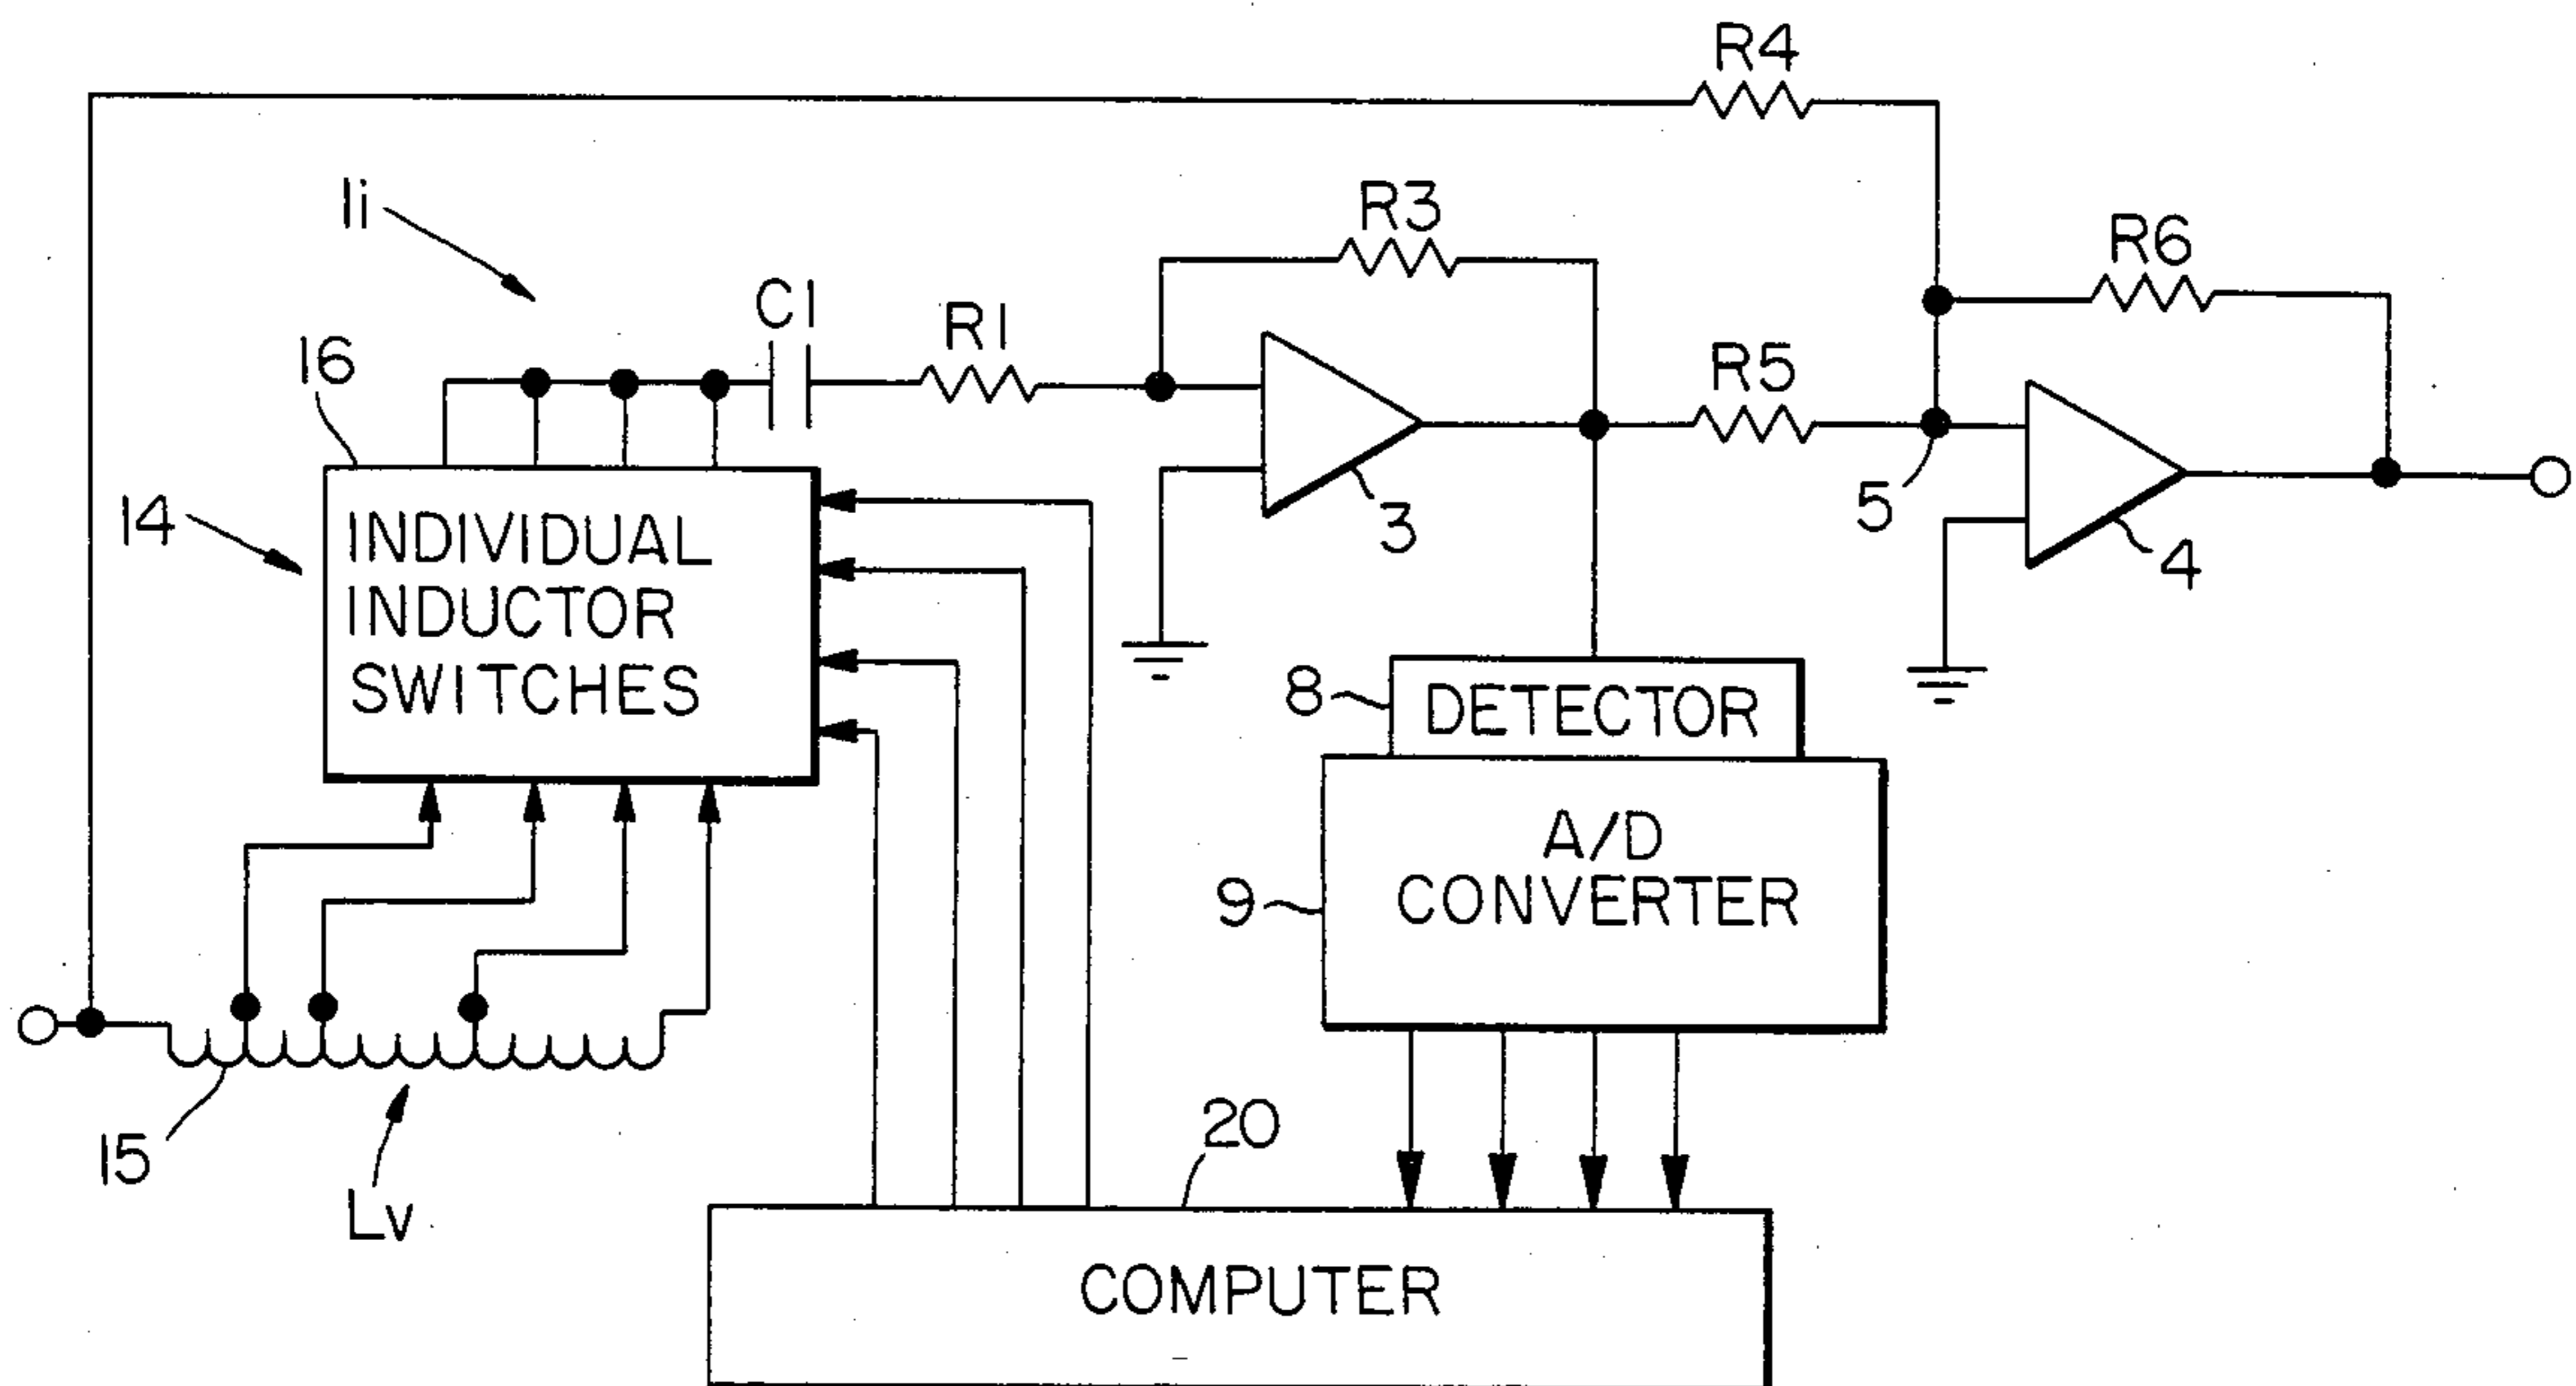 R4
1i
R3
R6
C1
R1
16
R5
14
INDIVIDUAL
INDUCTOR
SWITCHES
3
5
4
8
DETECTOR
9
A/D
CONVERTER
15
Lv
20
COMPUTER